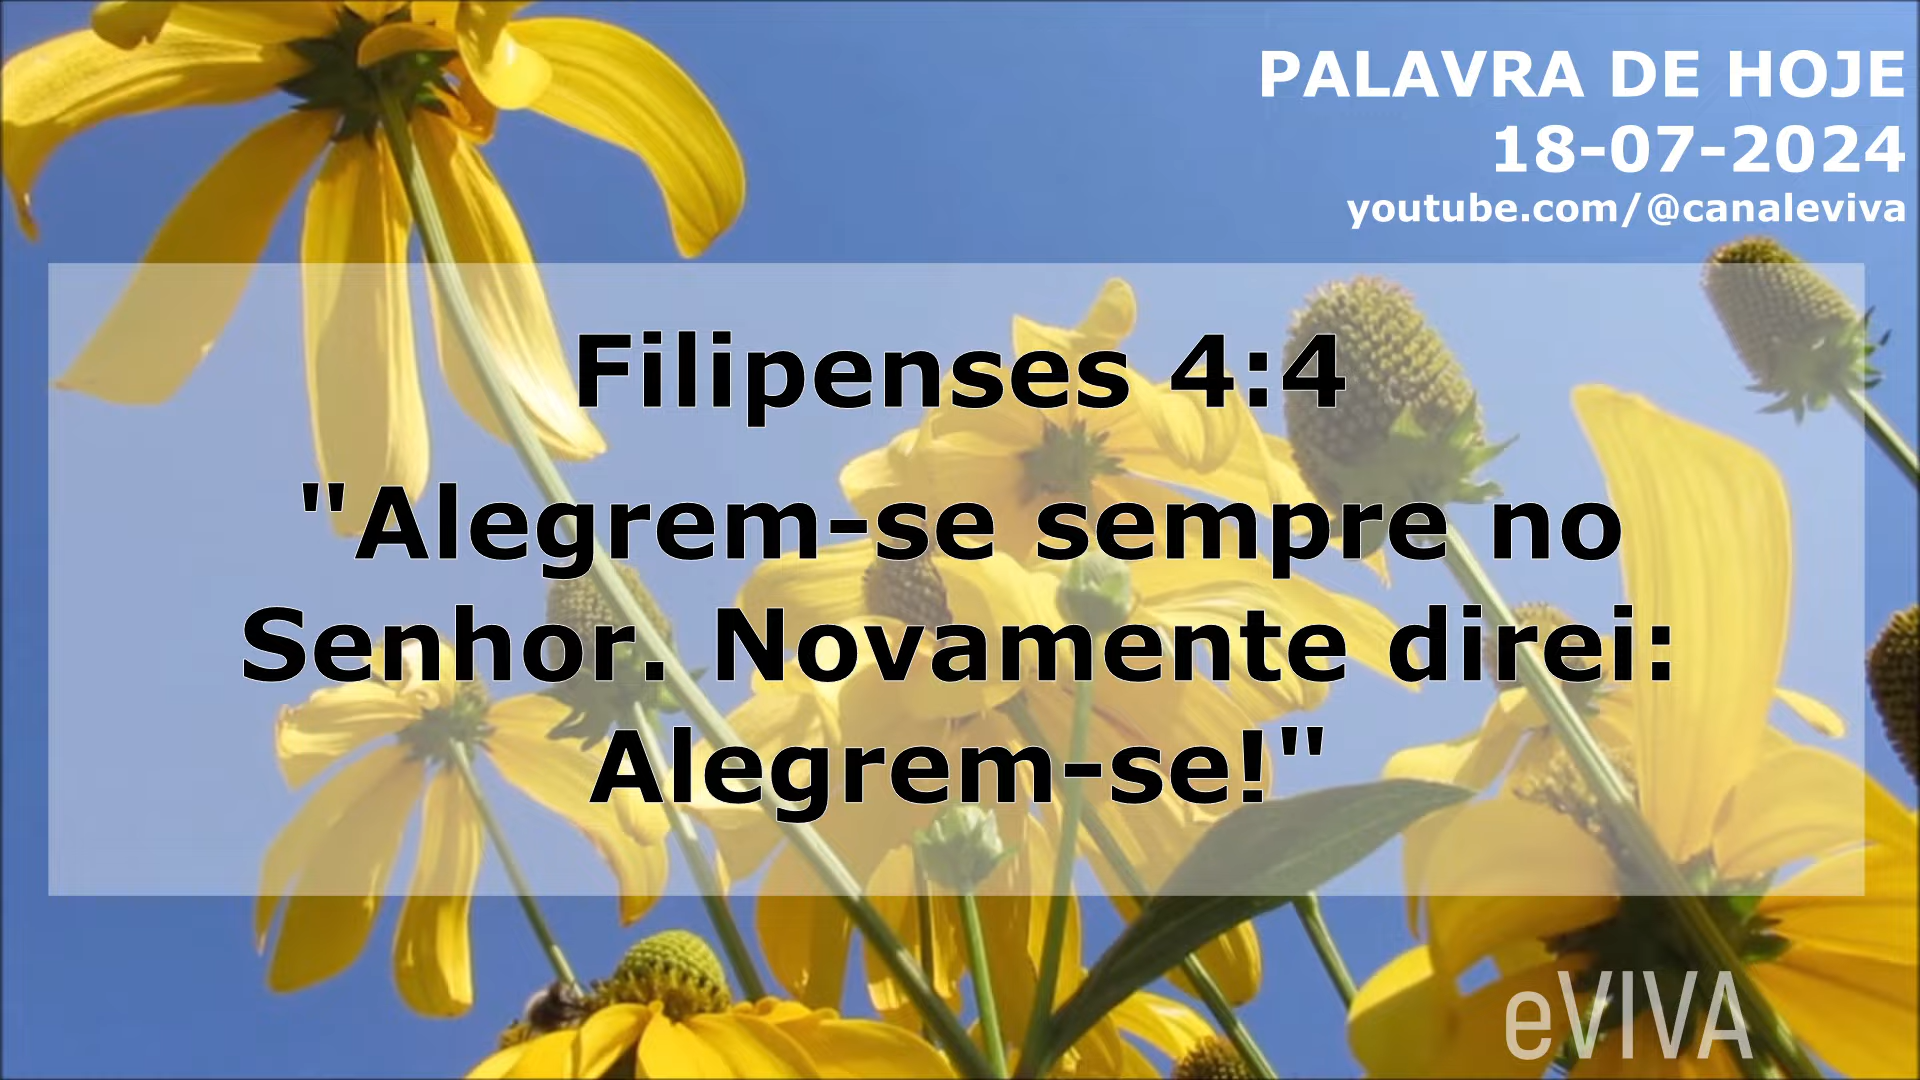 PALAVRA DE HOJE
18-07-2024
youtube.com/@canaleviva
Filipenses 4:4
"Alegrem-se sempre no
Senhor. Novamente direi:
Alegrem-se!"
eVIVA